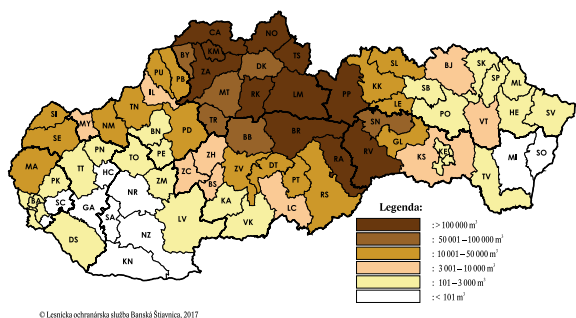 CA
NO
BY
KM
TS
PU
PB
ZA
DK
SL
BJ
SK
IL
MT
RK
LM
PP
KK
SB
SP
ML
TN
LE
SI
MY
NM
TR
SN
PO
HE
SV
SE
BN
PD
BB
BR
GL
VT
PN
TO
PE
ZH
RV
KS
KE
MI
SO
MA
TT
HC
ZC
ZV
DT
RA
PK
ZM
BS
PT
TV
BA
SC
GA
NR
KA
LC
RS
SA
LV
VK
DS
NZ
KN
Legenda:
: > 100 000 m³
: 50 001 – 100 000 m³
: 10 001 – 50 000 m³
: 3 001 – 10 000 m³
: 101 – 3 000 m³
: < 101 m³
© Lesnícka ochranárska služba Banská Štiavnica, 2017